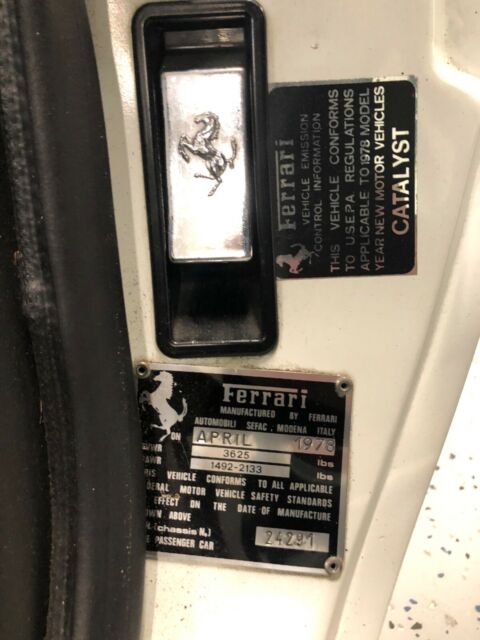 Ferrari
VEHICLE EMISSION
CONTROL INFORMATION
THIS VEHICLE CONFORMS
TO U.S.E.P.A. REGULATIONS
APPLICABLE TO 1978 MODEL
YEAR NEW MOTOR VEHICLES
CATALYST
Ferrari
MANUFACTURED BY FERRARI
AUTOMOBILI SEFAC, MODENA ITALY
ON APRIL 1978
3625 lbs
1492-2133 lbs
VEHICLE CONFORMS TO ALL APPLICABLE
MOTOR VEHICLE SAFETY STANDARDS
EFFECT ON THE DATE OF MANUFACTURE
ABOVE
(chassis N.) 24291
PASSENGER CAR